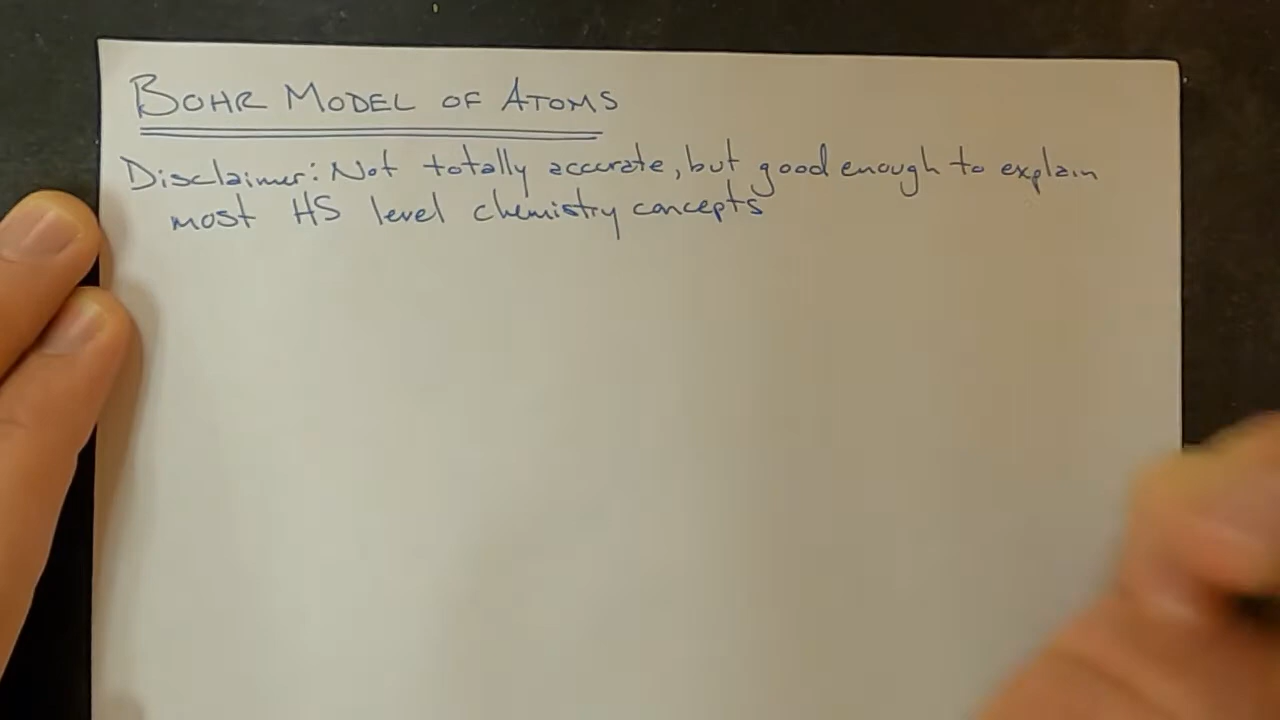 BOHR MODEL OF ATOMS
Disclaimer: Not totally accurate, but good enough to explain
most HS level chemistry concepts